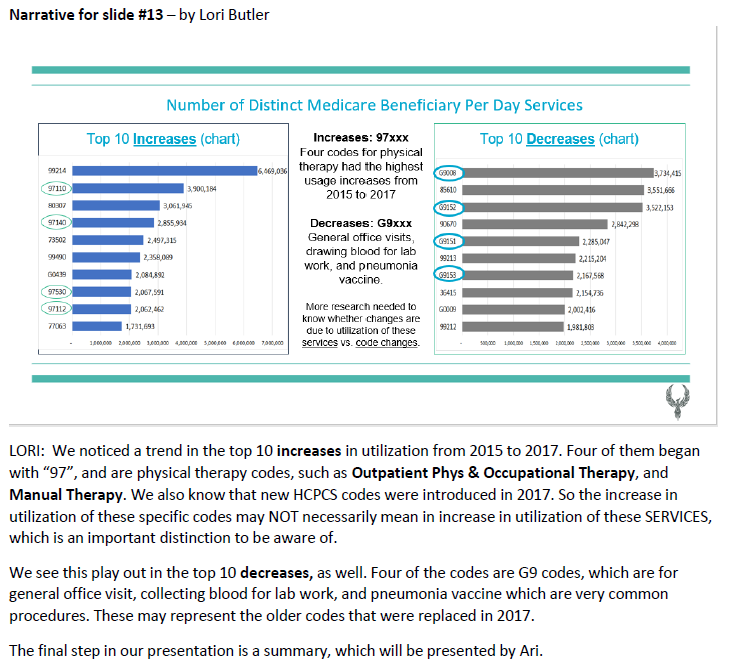 Narrative for slide #13 – by Lori Butler
Number of Distinct Medicare Beneficiary Per Day Services
Top 10 Increases (chart)
99214 6,469,036
97110 3,900,184
80307 3,061,945
97140 2,855,934
73502 2,497,315
99490 2,358,069
G0439 2,084,892
97530 2,067,591
97112 2,062,462
77063 1,731,693
- 1,000,000 2,000,000 3,000,000 4,000,000 5,000,000 6,000,000 7,000,000
Increases: 97xxx
Four codes for physical
therapy had the highest
usage increases from
2015 to 2017
Decreases: G9xxx
General office visits,
drawing blood for lab
work, and pneumonia
vaccine.
More research needed to
know whether changes are
due to utilization of these
services vs. code changes.
Top 10 Decreases (chart)
G9008 3,734,415
85610 3,551,666
G9152 3,522,153
90670 2,842,298
G9151 2,285,047
99213 2,215,204
G9153 2,167,568
36415 2,154,736
G0009 2,002,416
99212 1,981,803
- 500,000 1,000,000 1,500,000 2,500,000 3,000,000 3,500,000 4,000,000
LORI:  We noticed a trend in the top 10 increases in utilization from 2015 to 2017. Four of them began
with “97”, and are physical therapy codes, such as Outpatient Phys & Occupational Therapy, and
Manual Therapy. We also know that new HCPCS codes were introduced in 2017. So the increase in
utilization of these specific codes may NOT necessarily mean in increase in utilization of these SERVICES,
which is an important distinction to be aware of.
We see this play out in the top 10 decreases, as well. Four of the codes are G9 codes, which are for
general office visit, collecting blood for lab work, and pneumonia vaccine which are very common
procedures. These may represent the older codes that were replaced in 2017.
The final step in our presentation is a summary, which will be presented by Ari.